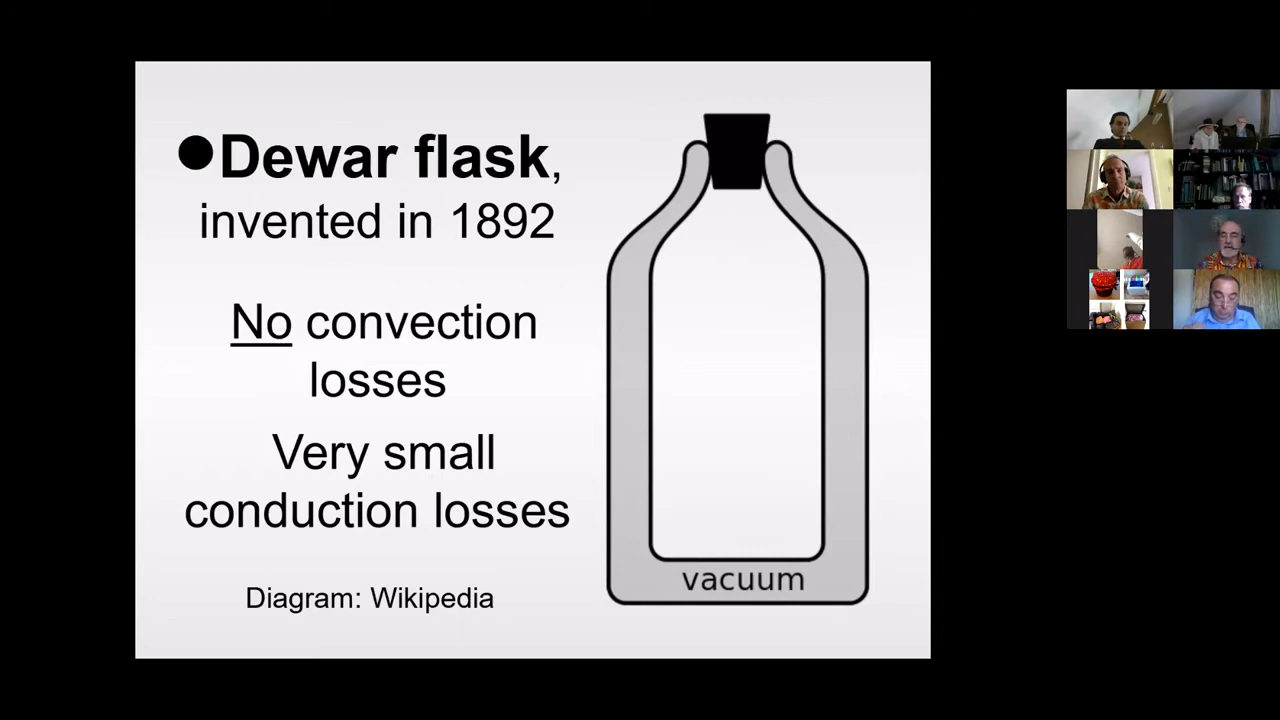 ●Dewar flask,
invented in 1892
No convection
losses
Very small
conduction losses
Diagram: Wikipedia
vacuum